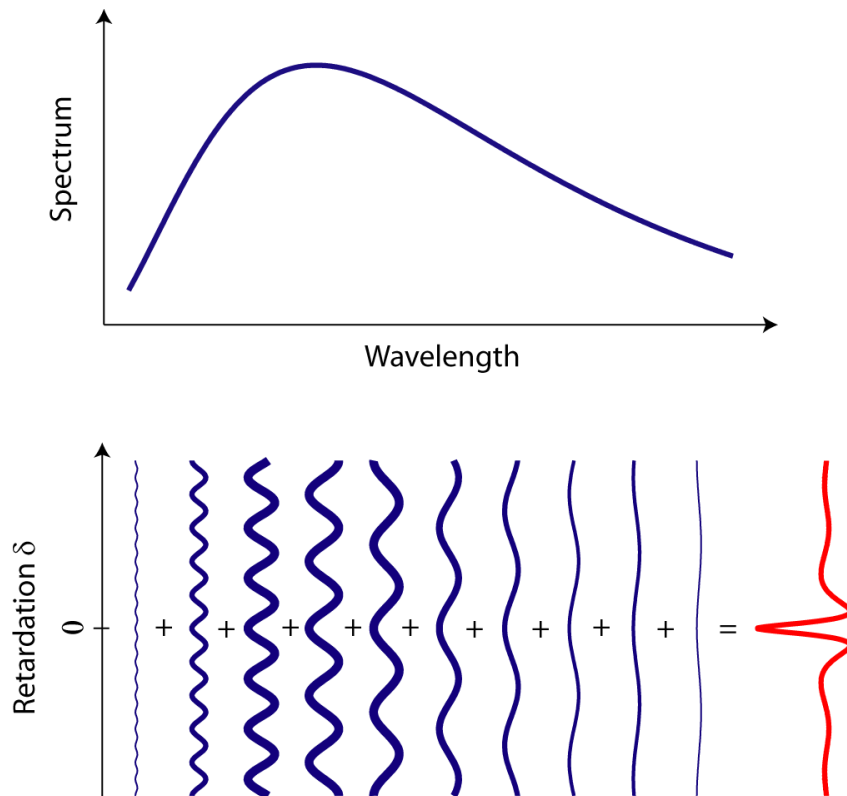 Spectrum
Wavelength
Retardation δ
0
+ + + + + + + + + =